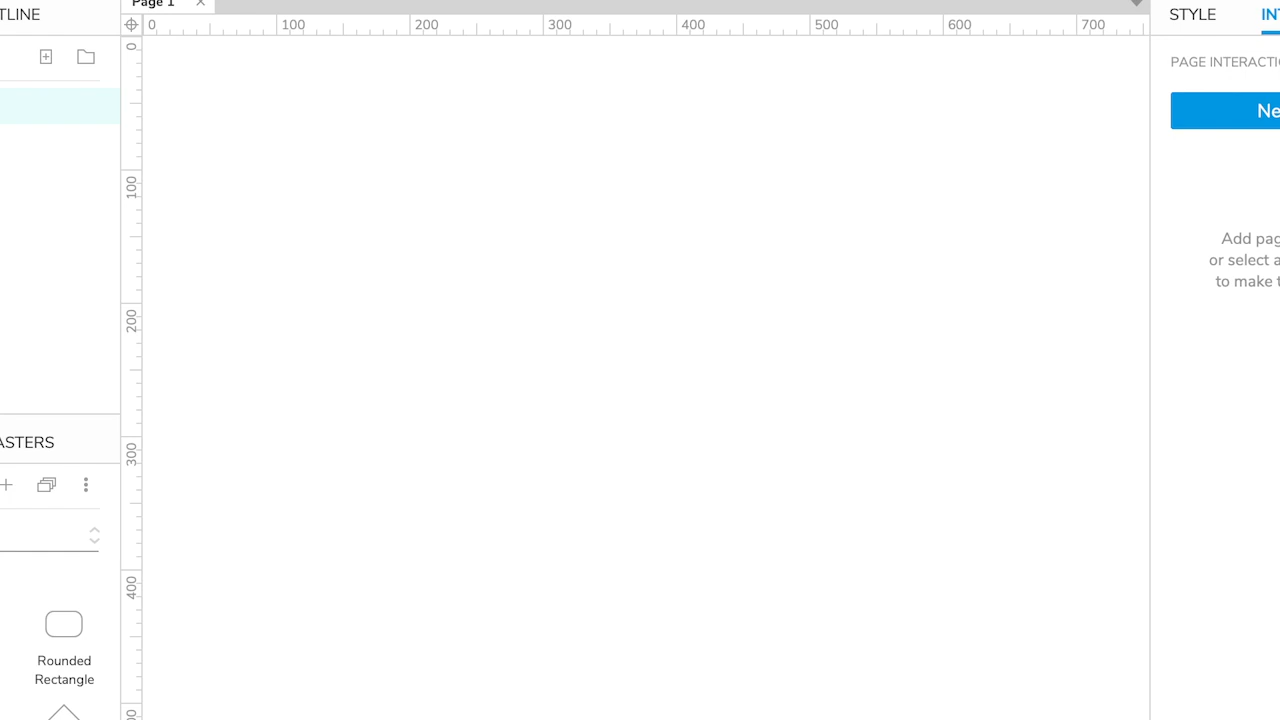 TLINE
Page 1
0 100 200 300 400 500 600 700
STYLE INT
PAGE INTERACTI
Ne
Add pag
or select a
to make t
0
100
200
300
400
ASTERS
Rounded
Rectangle